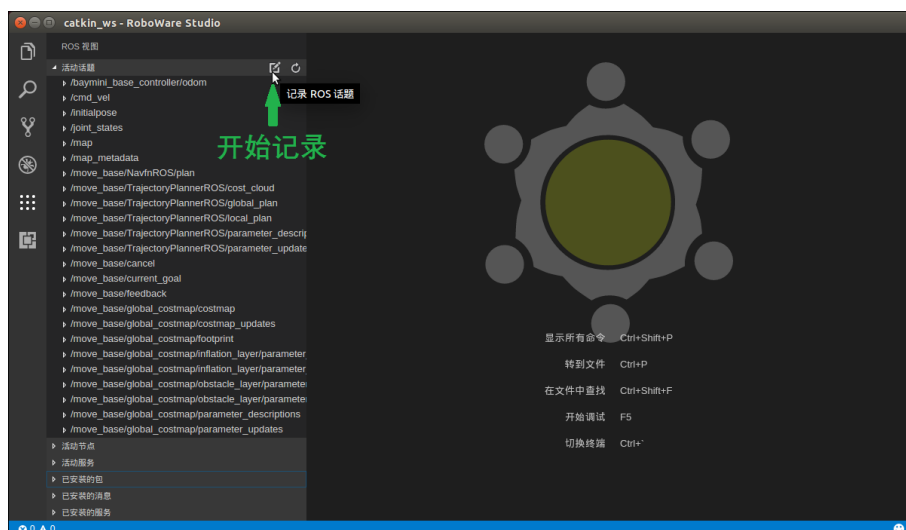 catkin_ws - RoboWare Studio
ROS 视图
活动话题
记录 ROS 话题
开始记录
/baymini_base_controller/odom
/cmd_vel
/initialpose
/joint_states
/map
/map_metadata
/move_base/NavfnROS/plan
/move_base/TrajectoryPlannerROS/cost_cloud
/move_base/TrajectoryPlannerROS/global_plan
/move_base/TrajectoryPlannerROS/local_plan
/move_base/TrajectoryPlannerROS/parameter_descrip
/move_base/TrajectoryPlannerROS/parameter_update
/move_base/cancel
/move_base/current_goal
/move_base/feedback
/move_base/global_costmap/costmap
/move_base/global_costmap/costmap_updates
/move_base/global_costmap/footprint
/move_base/global_costmap/inflation_layer/parameter
/move_base/global_costmap/inflation_layer/parameter
/move_base/global_costmap/obstacle_layer/parameter
/move_base/global_costmap/obstacle_layer/parameter
/move_base/global_costmap/parameter_descriptions
/move_base/global_costmap/parameter_updates
活动节点
活动服务
已安装的包
已安装的消息
已安装的服务
显示所有命令 Ctrl+Shift+P
转到文件 Ctrl+P
在文件中查找 Ctrl+Shift+F
开始调试 F5
切换终端 Ctrl+`
0 0